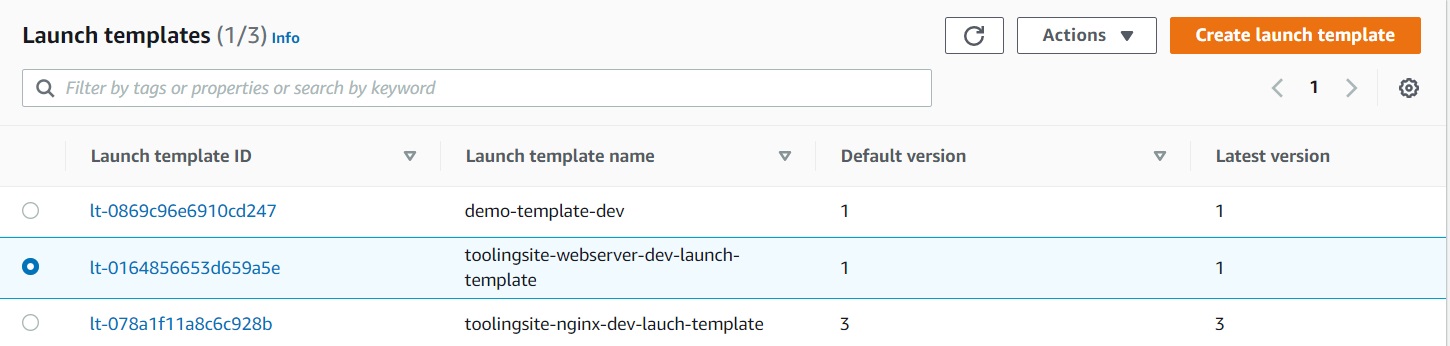 Launch templates (1/3) Info
Actions
Create launch template
Filter by tags or properties or search by keyword
1
Launch template ID
Launch template name
Default version
Latest version
lt-0869c96e6910cd247
demo-template-dev
1
1
lt-0164856653d659a5e
toolingsite-webserver-dev-launch-
template
1
1
lt-078a1f11a8c6c928b
toolingsite-nginx-dev-lauch-template
3
3